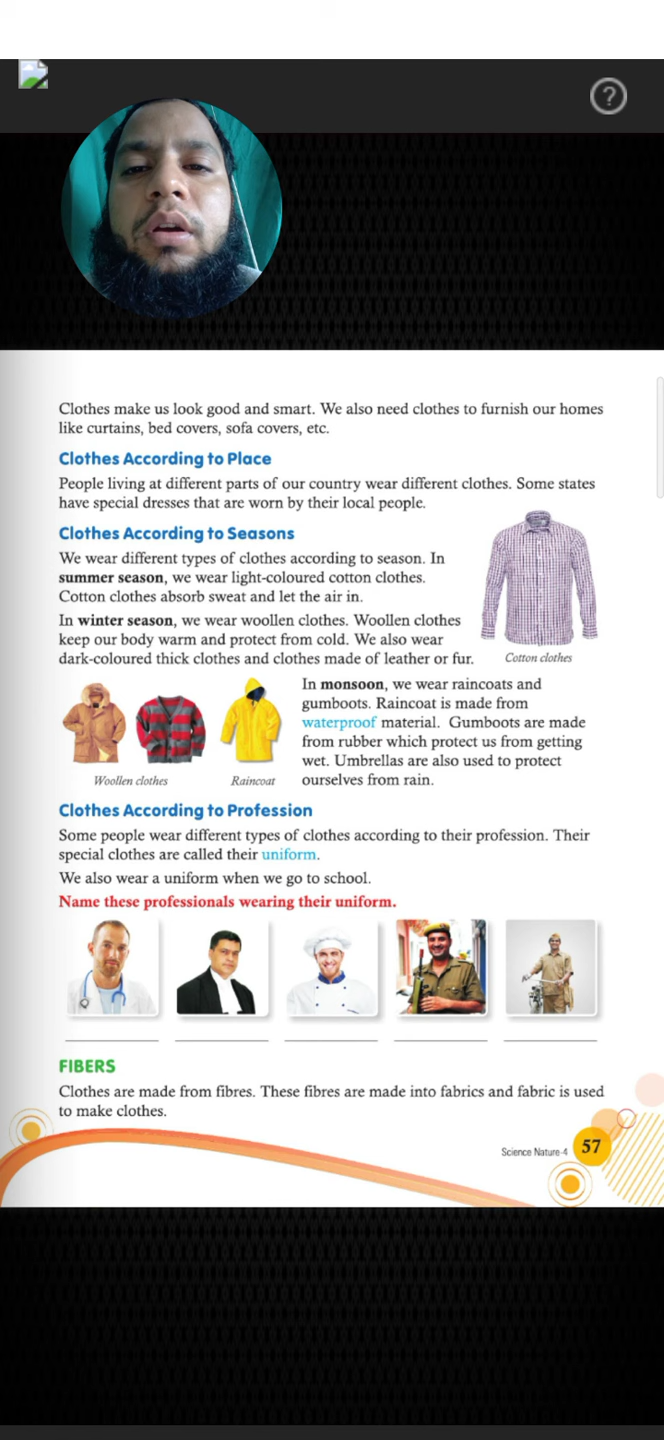 Clothes make us look good and smart. We also need clothes to furnish our homes
like curtains, bed covers, sofa covers, etc.
Clothes According to Place
People living at different parts of our country wear different clothes. Some states
have special dresses that are worn by their local people.
Clothes According to Seasons
We wear different types of clothes according to season. In
summer season, we wear light-coloured cotton clothes.
Cotton clothes absorb sweat and let the air in.
In winter season, we wear woollen clothes. Woollen clothes
keep our body warm and protect from cold. We also wear
dark-coloured thick clothes and clothes made of leather or fur.
Cotton clothes
In monsoon, we wear raincoats and
gumboots. Raincoat is made from
waterproof material. Gumboots are made
from rubber which protect us from getting
wet. Umbrellas are also used to protect
ourselves from rain.
Woollen clothes
Raincoat
Clothes According to Profession
Some people wear different types of clothes according to their profession. Their
special clothes are called their uniform.
We also wear a uniform when we go to school.
Name these professionals wearing their uniform.
FIBERS
Clothes are made from fibres. These fibres are made into fabrics and fabric is used
to make clothes.
Science Nature-4 57
?